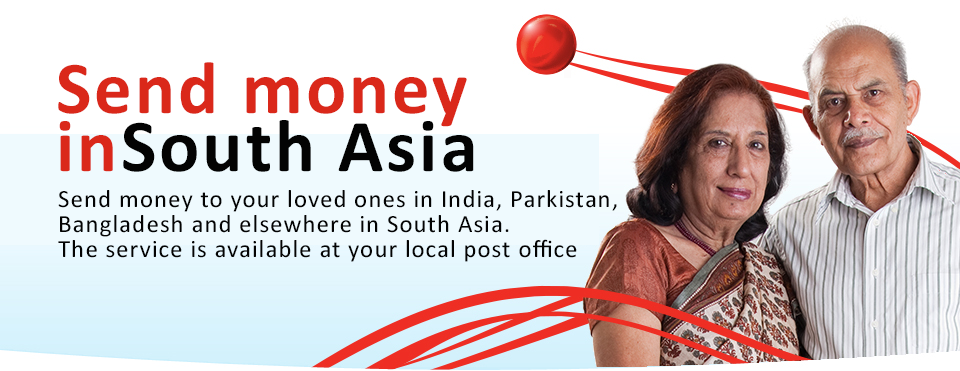 Send money
inSouth Asia
Send money to your loved ones in India, Parkistan,
Bangladesh and elsewhere in South Asia.
The service is available at your local post office